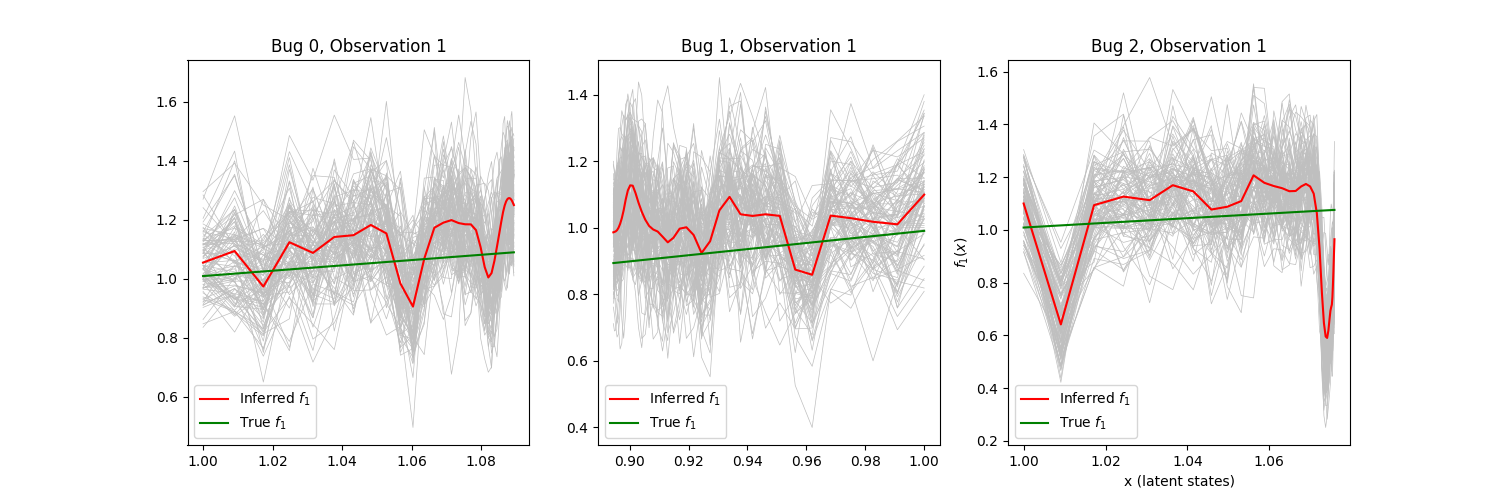 Bug 0, Observation 1
1.6
1.4
1.2
1.0
0.8
0.6
1.00 1.02 1.04 1.06 1.08
Inferred f₁
True f₁
Bug 1, Observation 1
1.4
1.2
1.0
0.8
0.6
0.4
0.90 0.92 0.94 0.96 0.98 1.00
Inferred f₁
True f₁
Bug 2, Observation 1
f₁(x)
1.6
1.4
1.2
1.0
0.8
0.6
0.4
0.2
1.00 1.02 1.04 1.06
x (latent states)
Inferred f₁
True f₁